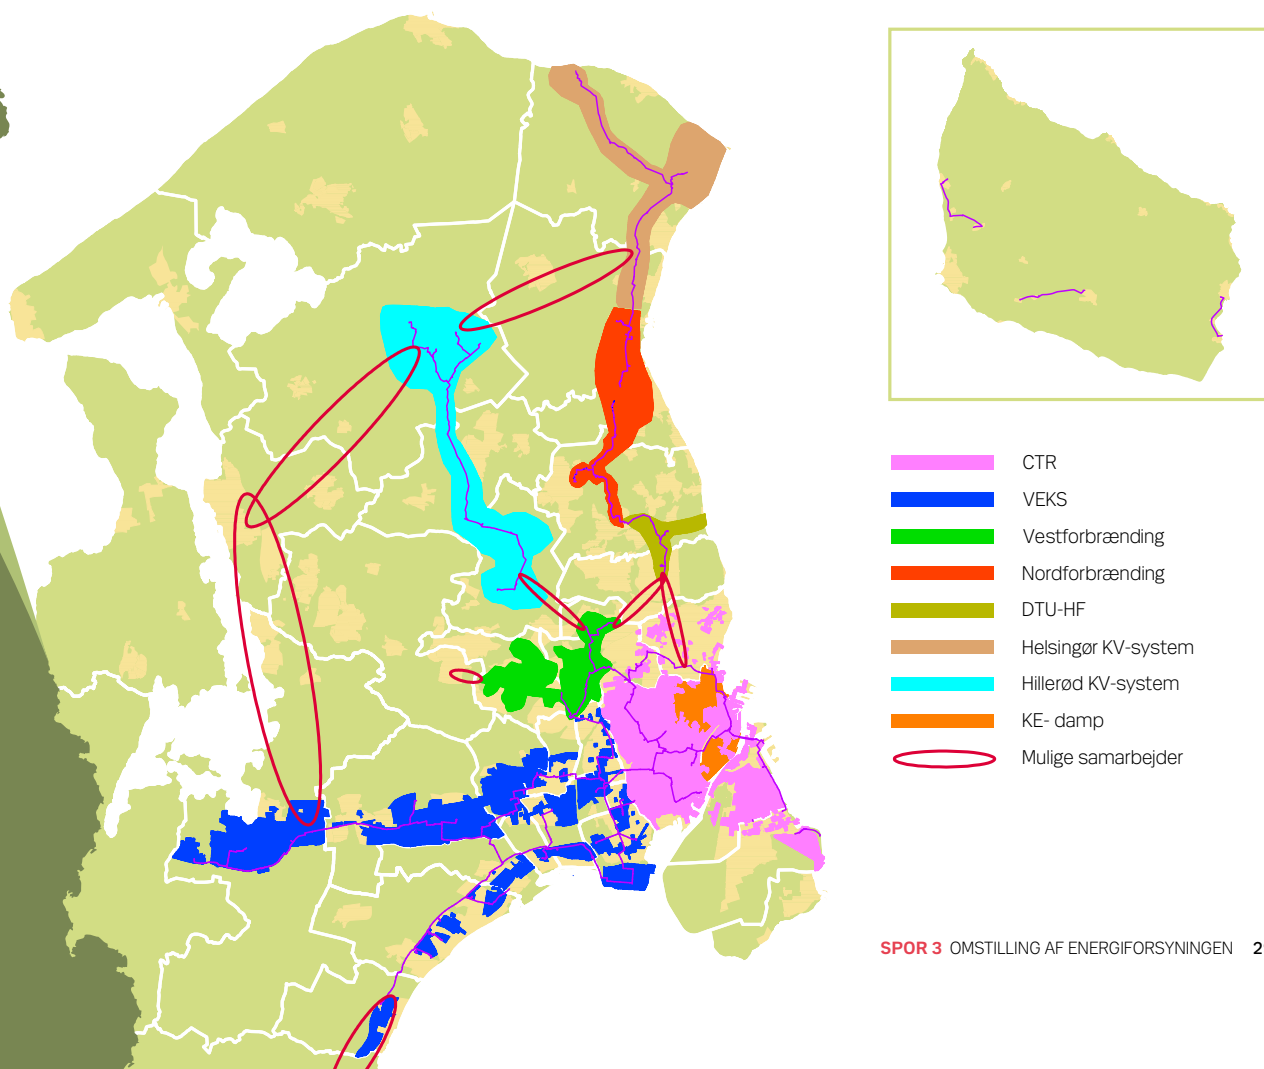 CTR
VEKS
Vestforbrænding
Nordforbrænding
DTU-HF
Helsingør KV-system
Hillerød KV-system
KE- damp
Mulige samarbejder
SPOR 3 OMSTILLING AF ENERGIFORSYNINGEN